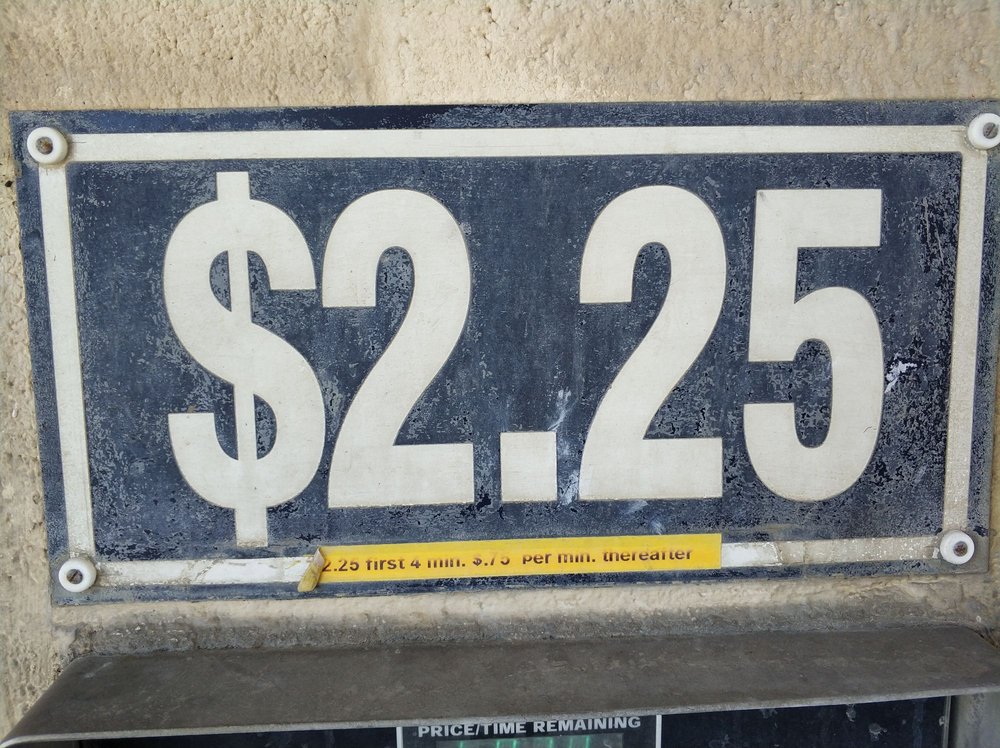 $2.25
2.25 first 4 min. $.75 per min. thereafter
PRICE/TIME REMAINING